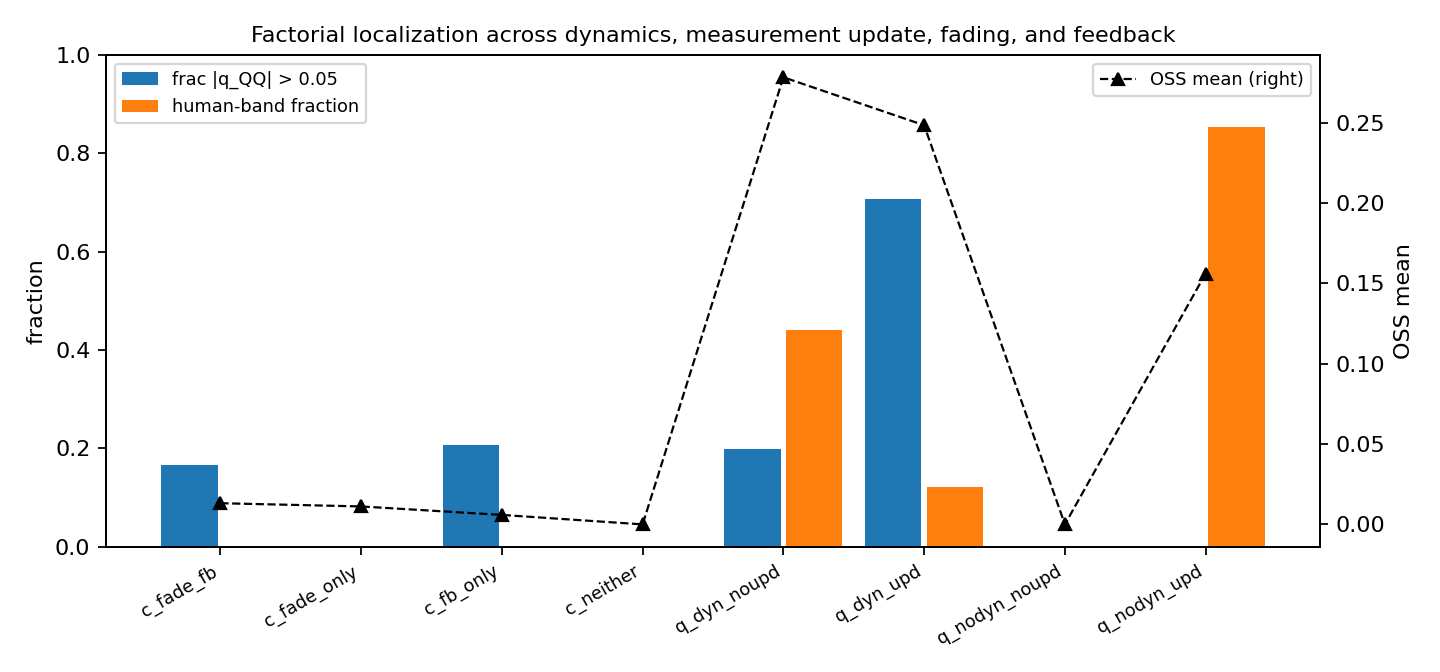 Factorial localization across dynamics, measurement update, fading, and feedback
frac |q_QQ| > 0.05
human-band fraction
OSS mean (right)
fraction
1.0
0.8
0.6
0.4
0.2
0.0
0.25
0.20
0.15
0.10
0.05
0.00
OSS mean
c_fade_fb
c_fade_only
c_fb_only
c_neither
q_dyn_noupd
q_dyn_upd
q_nodyn_noupd
q_nodyn_upd